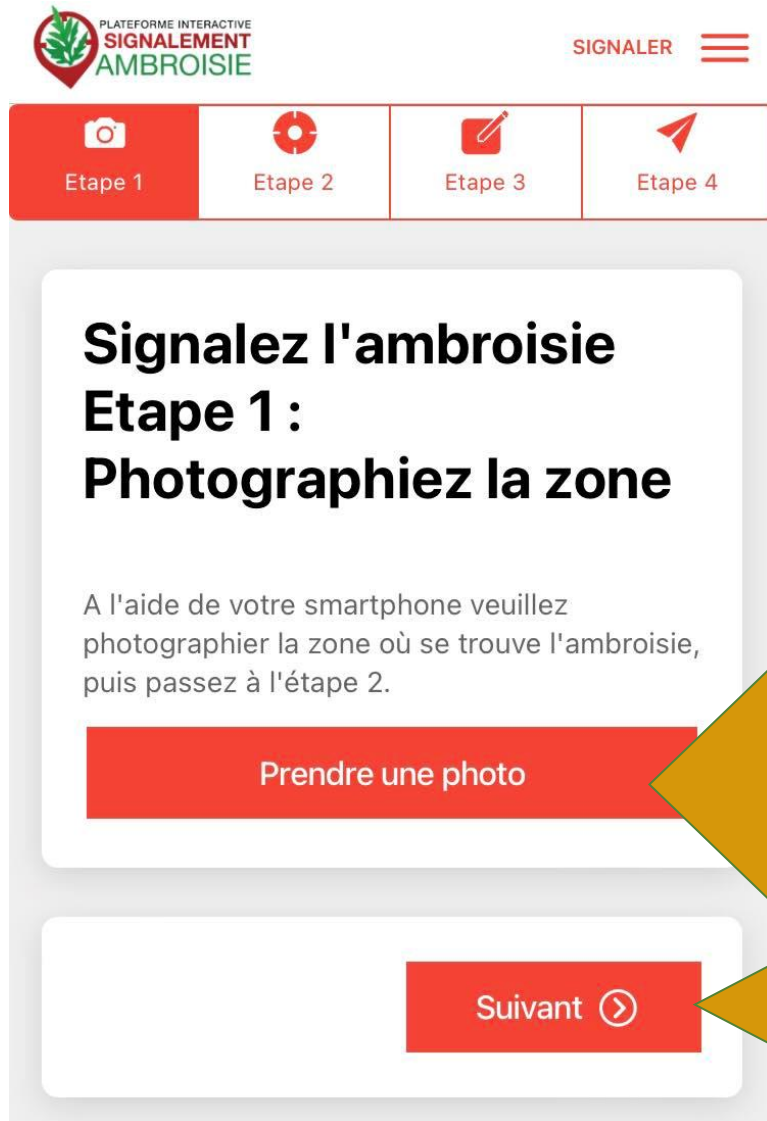 PLATEFORME INTERACTIVE
SIGNALEMENT
AMBROISIE
SIGNALER
Etape 1
Etape 2
Etape 3
Etape 4
Signalez l'ambroisie
Etape 1 :
Photographiez la zone
A l'aide de votre smartphone veuillez
photographier la zone où se trouve l'ambroisie,
puis passez à l'étape 2.
Prendre une photo
Suivant